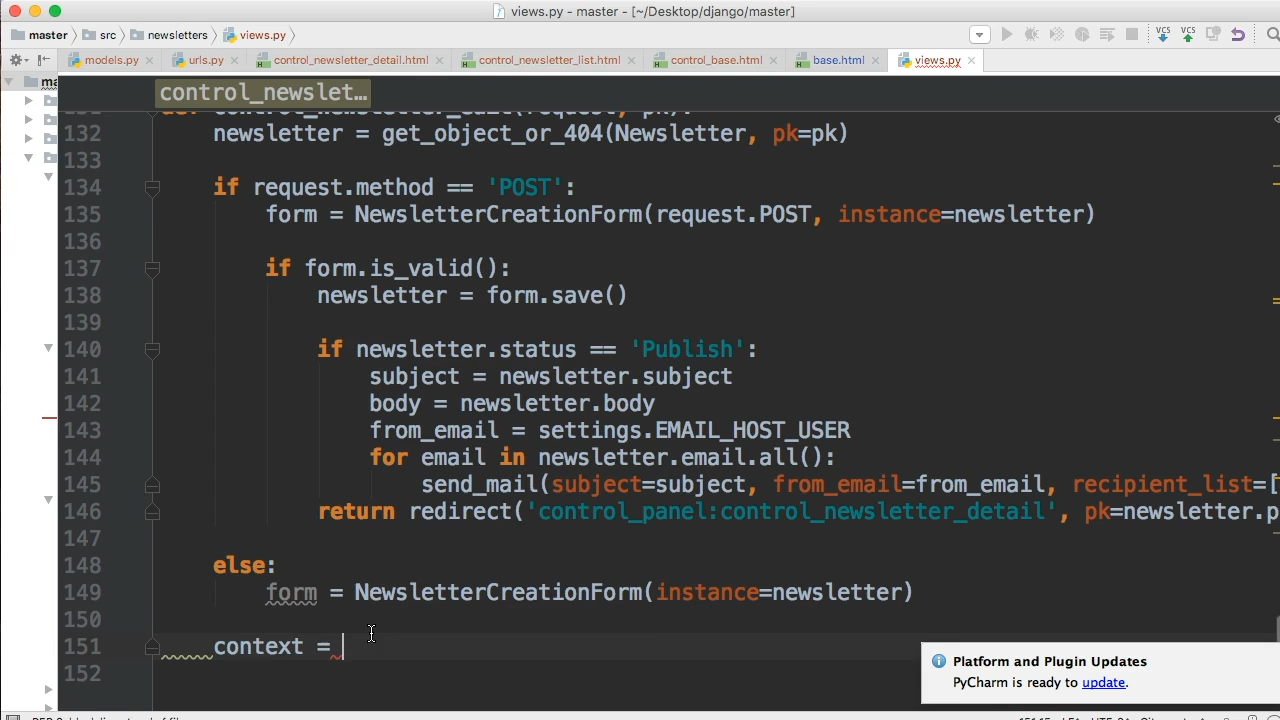 views.py - master - [~/Desktop/django/master]
master src newsletters views.py
models.py urls.py control_newsletter_detail.html control_newsletter_list.html control_base.html base.html views.py
control_newslet…
132 newsletter = get_object_or_404(Newsletter, pk=pk)
133
134 if request.method == 'POST':
135 form = NewsletterCreationForm(request.POST, instance=newsletter)
136
137 if form.is_valid():
138 newsletter = form.save()
139
140 if newsletter.status == 'Publish':
141 subject = newsletter.subject
142 body = newsletter.body
143 from_email = settings.EMAIL_HOST_USER
144 for email in newsletter.email.all():
145 send_mail(subject=subject, from_email=from_email, recipient_list=[
146 return redirect('control_panel:control_newsletter_detail', pk=newsletter.p
147
148 else:
149 form = NewsletterCreationForm(instance=newsletter)
150
151 context =
152
Platform and Plugin Updates
PyCharm is ready to update.